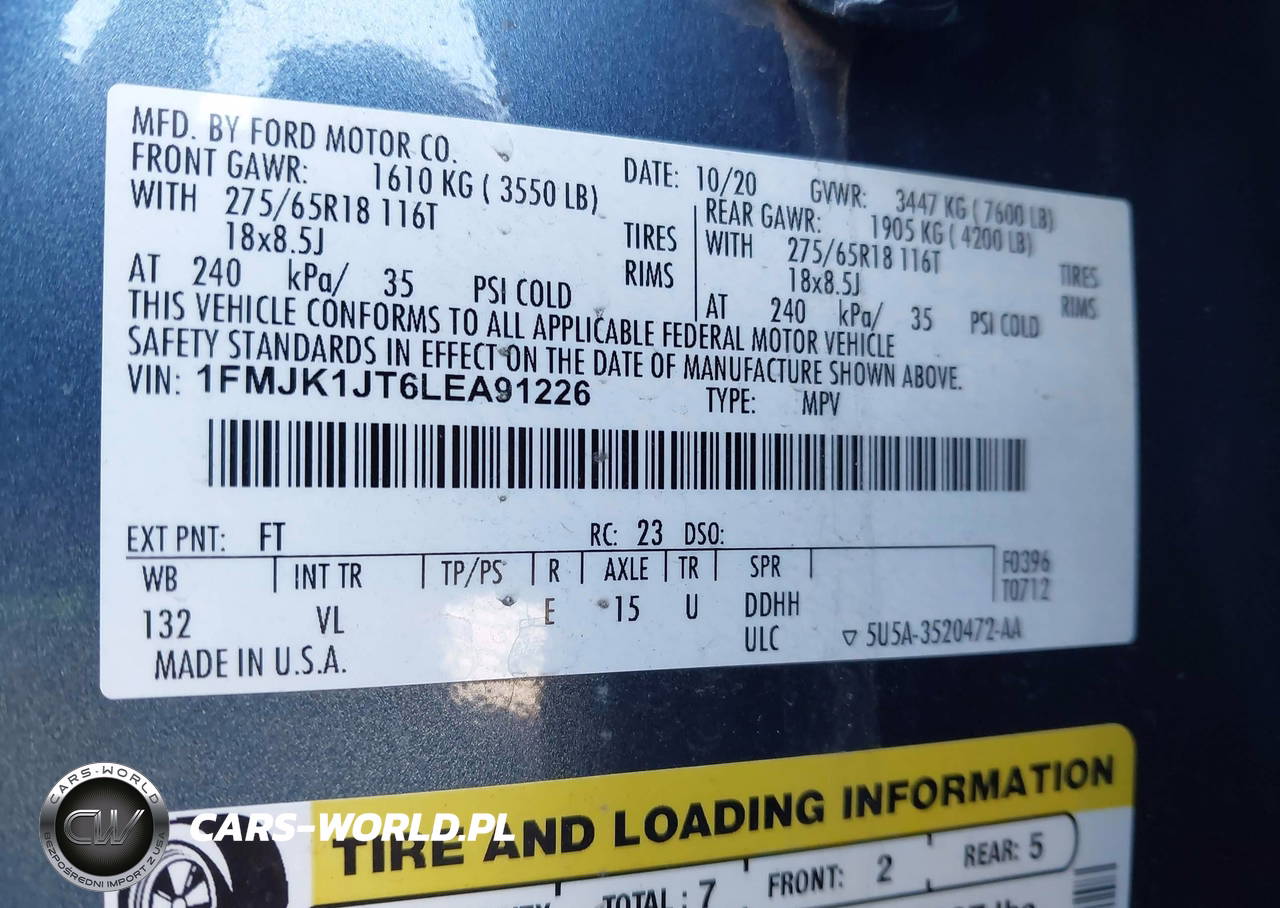 MFD. BY FORD MOTOR CO.
DATE: 10/20 GVWR: 3447 KG ( 7600 LB)
FRONT GAWR: 1610 KG ( 3550 LB)
REAR GAWR: 1905 KG ( 4200 LB)
WITH 275/65R18 116T TIRES
WITH 275/65R18 116T TIRES
18x8.5J RIMS
18x8.5J RIMS
AT 240 kPa/ 35 PSI COLD
AT 240 kPa/ 35 PSI COLD
THIS VEHICLE CONFORMS TO ALL APPLICABLE FEDERAL MOTOR VEHICLE
SAFETY STANDARDS IN EFFECT ON THE DATE OF MANUFACTURE SHOWN ABOVE.
VIN: 1FMJK1JT6LEA91226 TYPE: MPV
EXT PNT: FT RC: 23 DSO:
WB INT TR TP/PS R AXLE TR SPR F0396
T0712
132 VL E 15 U DDHH
ULC 5U5A-3520472-AA
MADE IN U.S.A.
TIRE AND LOADING INFORMATION
TOTAL : 7 FRONT: 2 REAR: 5
CARS-WORLD
CW
BEZPOŚREDNI IMPORT Z USA
CARS-WORLD.PL